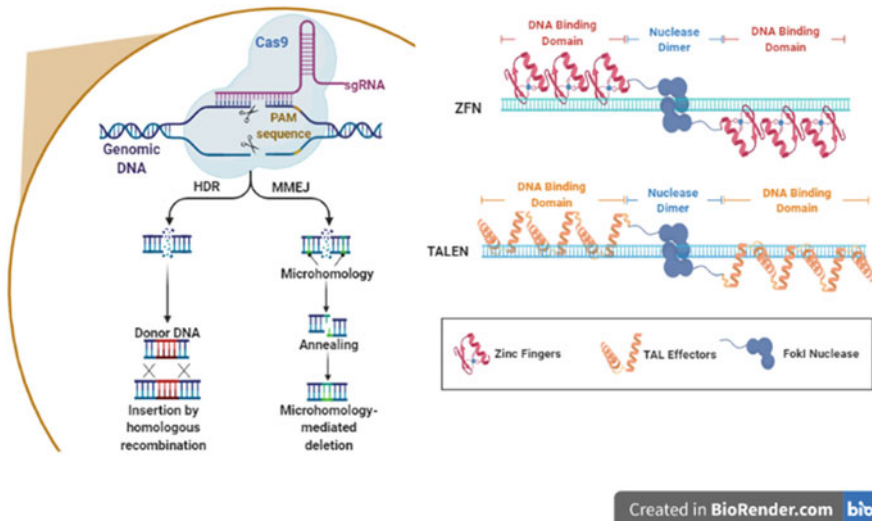 Cas9
sgRNA
PAM
sequence
Genomic
DNA
HDR
MMEJ
Microhomology
Donor DNA
Annealing
Insertion by
homologous
recombination
Microhomology-
mediated
deletion
DNA Binding
Domain
Nuclease
Dimer
DNA Binding
Domain
ZFN
DNA Binding
Domain
Nuclease
Dimer
DNA Binding
Domain
TALEN
Zinc Fingers
TAL Effectors
FokI Nuclease
Created in BioRender.com bio